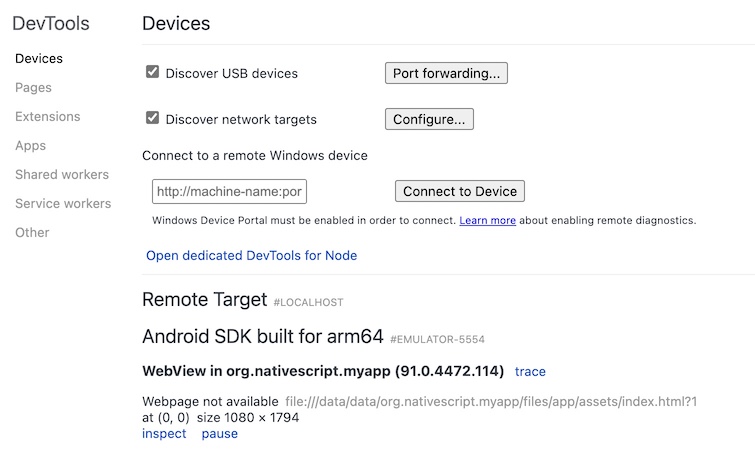 DevTools
Devices
Pages
Extensions
Apps
Shared workers
Service workers
Other
Devices
Discover USB devices
Port forwarding...
Discover network targets
Configure...
Connect to a remote Windows device
http://machine-name:por
Connect to Device
Windows Device Portal must be enabled in order to connect. Learn more about enabling remote diagnostics.
Open dedicated DevTools for Node
Remote Target #LOCALHOST
Android SDK built for arm64 #EMULATOR-5554
WebView in org.nativescript.myapp (91.0.4472.114) trace
Webpage not available file:///data/data/org.nativescript.myapp/files/app/assets/index.html?1
at (0, 0) size 1080 × 1794
inspect pause